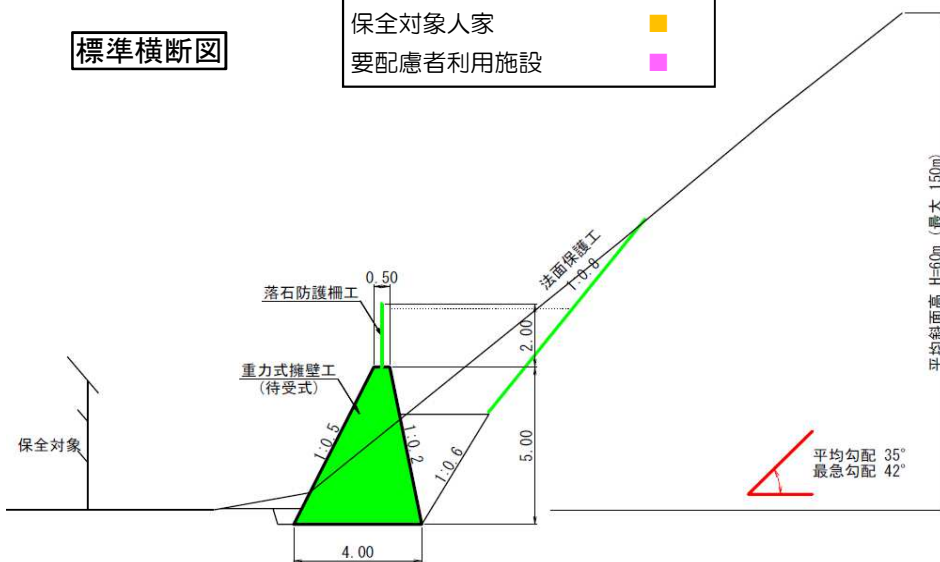 保全対象人家
要配慮者利用施設
標準横断図
平均斜面高 H=60m (最大 150m)
法面保護工
1:0.8
0.50
落石防護柵工
2.00
重力式擁壁工
(待受式)
1:0.5
1:0.2
1:0.6
5.00
保全対象
平均勾配 35°
最急勾配 42°
4.00